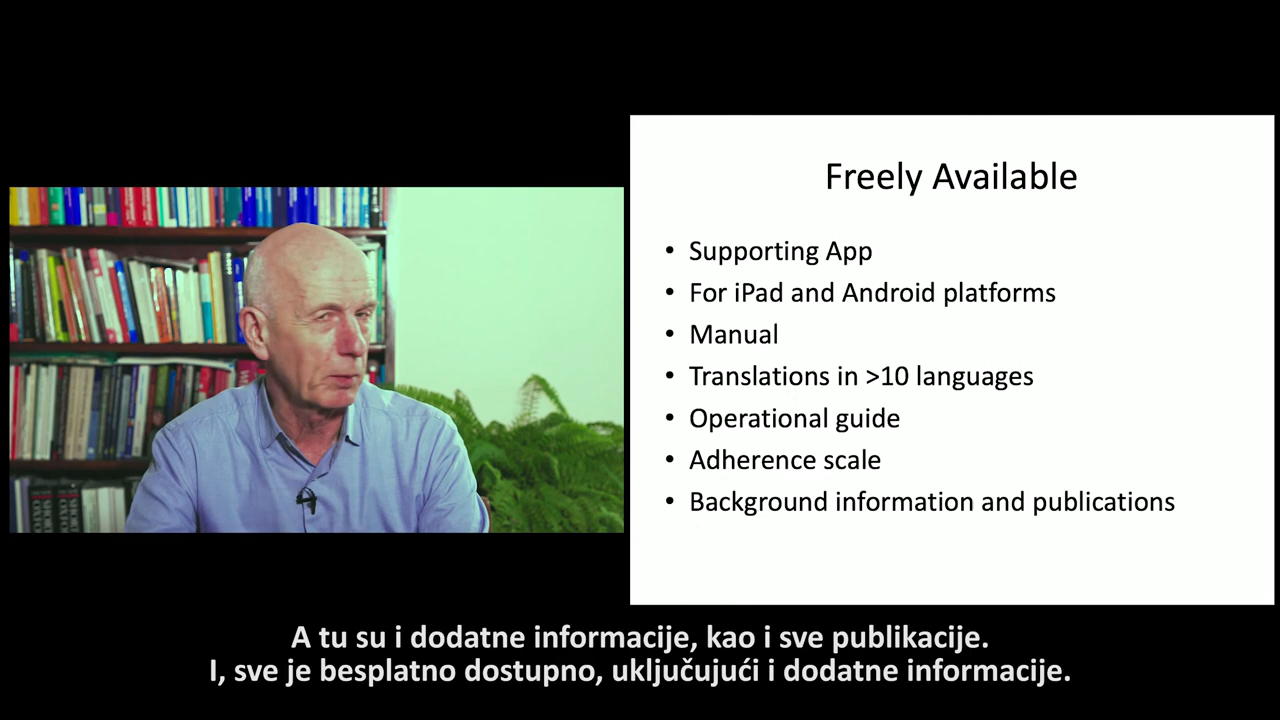 Freely Available
• Supporting App
• For iPad and Android platforms
• Manual
• Translations in >10 languages
• Operational guide
• Adherence scale
• Background information and publications
A tu su i dodatne informacije, kao i sve publikacije.
I, sve je besplatno dostupno, uključujući i dodatne informacije.